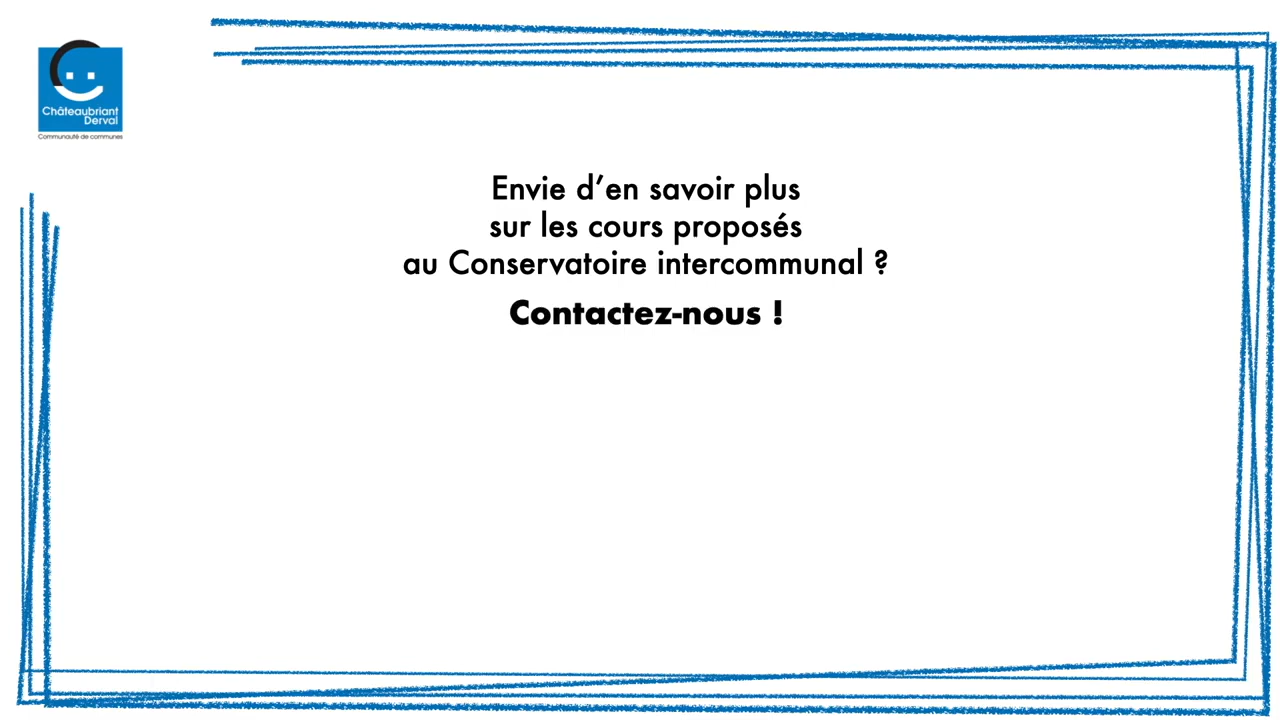 Châteaubriant
Derval
Communauté de communes
Envie d’en savoir plus
sur les cours proposés
au Conservatoire intercommunal ?
Contactez-nous !